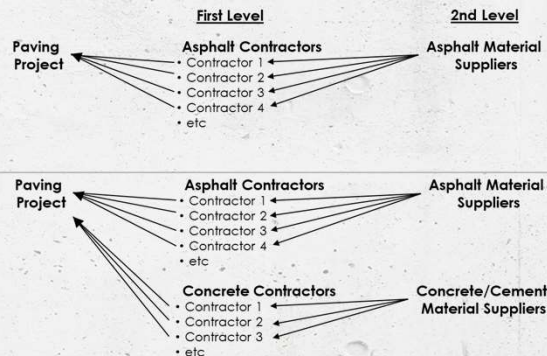 First Level
2nd Level
Paving
Project
Asphalt Contractors
• Contractor 1
• Contractor 2
• Contractor 3
• Contractor 4
• etc
Asphalt Material
Suppliers
Paving
Project
Asphalt Contractors
• Contractor 1
• Contractor 2
• Contractor 3
• Contractor 4
• etc
Asphalt Material
Suppliers
Concrete Contractors
• Contractor 1
• Contractor 2
• Contractor 3
• etc
Concrete/Cement
Material Suppliers